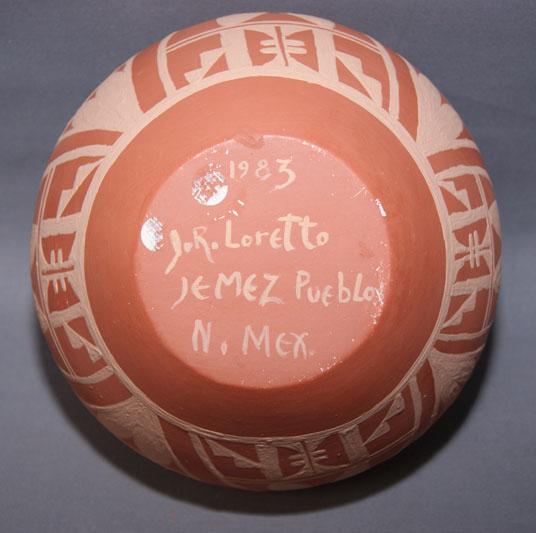 1983
J.R. Loretto
JEMEZ Pueblo
N. MEX.